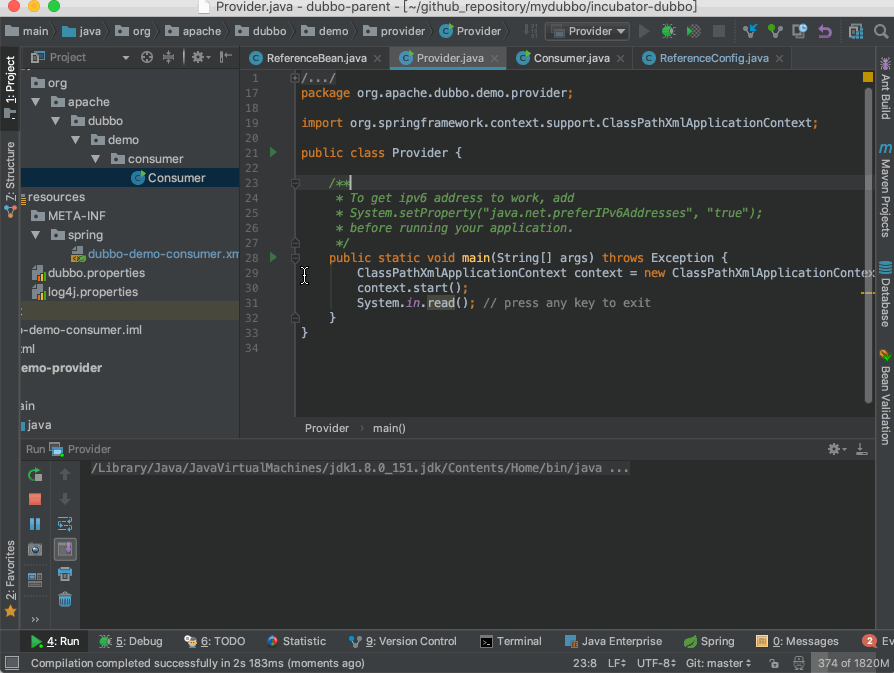 Provider.java - dubbo-parent - [~/github_repository/mydubbo/incubator-dubbo]
main java org apache dubbo demo provider Provider Provider
1: Project
Z: Structure
2: Favorites
Project
org
apache
dubbo
demo
consumer
Consumer
resources
META-INF
spring
dubbo-demo-consumer.xm
dubbo.properties
log4j.properties
o-demo-consumer.iml
ml
emo-provider
ain
java
ReferenceBean.java Provider.java Consumer.java ReferenceConfig.java
1 /.../
17 package org.apache.dubbo.demo.provider;
18
19 import org.springframework.context.support.ClassPathXmlApplicationContext;
20
21 public class Provider {
22
23 /**
24 * To get ipv6 address to work, add
25 * System.setProperty("java.net.preferIPv6Addresses", "true");
26 * before running your application.
27 */
28 public static void main(String[] args) throws Exception {
29 ClassPathXmlApplicationContext context = new ClassPathXmlApplicationContex
30 context.start();
31 System.in.read(); // press any key to exit
32 }
33 }
34
Provider › main()
Ant Build
Maven Projects
Database
Bean Validation
Run Provider
/Library/Java/JavaVirtualMachines/jdk1.8.0_151.jdk/Contents/Home/bin/java ...
4: Run 5: Debug 6: TODO Statistic 9: Version Control Terminal Java Enterprise Spring 0: Messages 2 Ev
Compilation completed successfully in 2s 183ms (moments ago) 23:8 LF÷ UTF-8÷ Git: master÷ 374 of 1820M